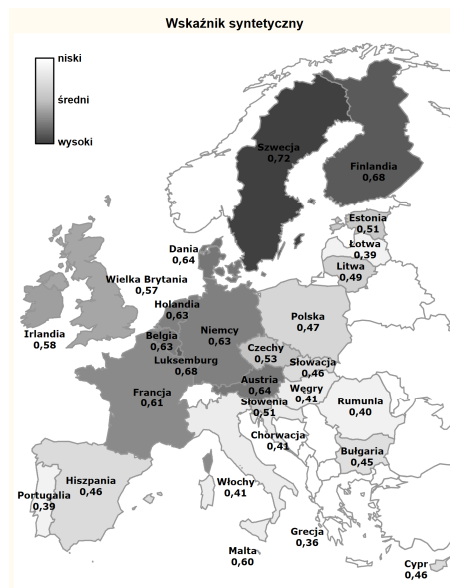 Wskaźnik syntetyczny
niski
średni
wysoki
Szwecja
0,72
Finlandia
0,68
Estonia
0,51
Łotwa
0,39
Litwa
0,49
Dania
0,64
Wielka Brytania
0,57
Irlandia
0,58
Holandia
0,63
Belgia
0,63
Luksemburg
0,68
Niemcy
0,63
Polska
0,47
Czechy
0,53
Słowacja
0,46
Austria
0,64
Węgry
0,41
Słowenia
0,51
Francja
0,61
Rumunia
0,40
Chorwacja
0,41
Bułgaria
0,45
Hiszpania
0,46
Portugalia
0,39
Włochy
0,41
Grecja
0,36
Malta
0,60
Cypr
0,46